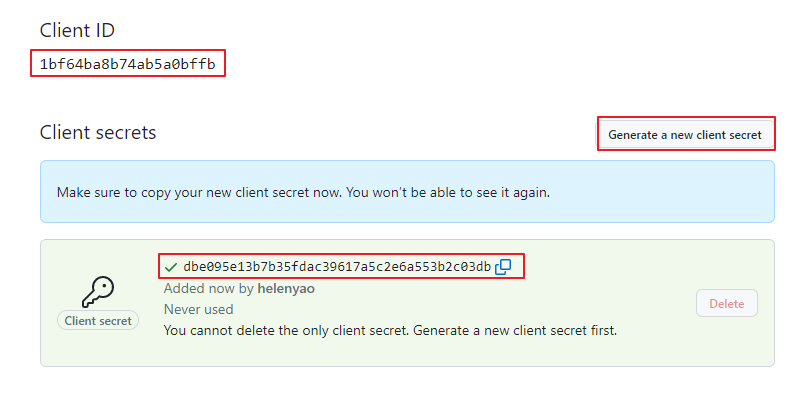 Client ID
1bf64ba8b74ab5a0bffb
Client secrets
Generate a new client secret
Make sure to copy your new client secret now. You won't be able to see it again.
dbe095e13b7b35fdac39617a5c2e6a553b2c03db
Added now by helenyao
Never used
Client secret
You cannot delete the only client secret. Generate a new client secret first.
Delete